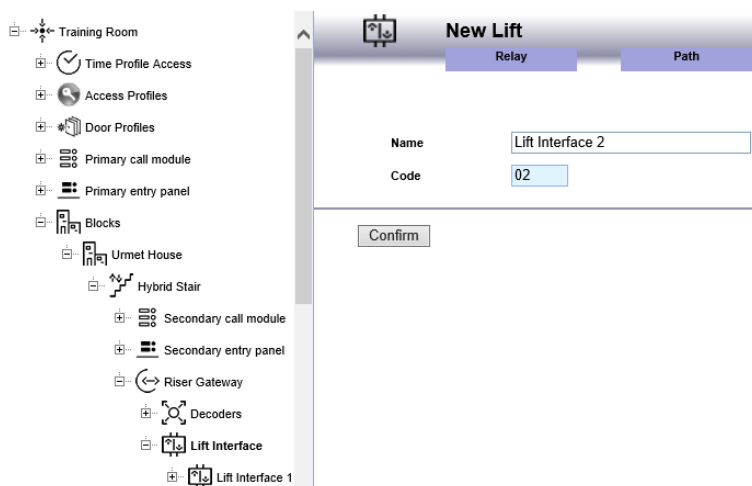 Training Room
Time Profile Access
Access Profiles
Door Profiles
Primary call module
Primary entry panel
Blocks
Urmet House
Hybrid Stair
Secondary call module
Secondary entry panel
Riser Gateway
Decoders
Lift Interface
Lift Interface 1
New Lift
Relay Path
Name Lift Interface 2
Code 02
Confirm